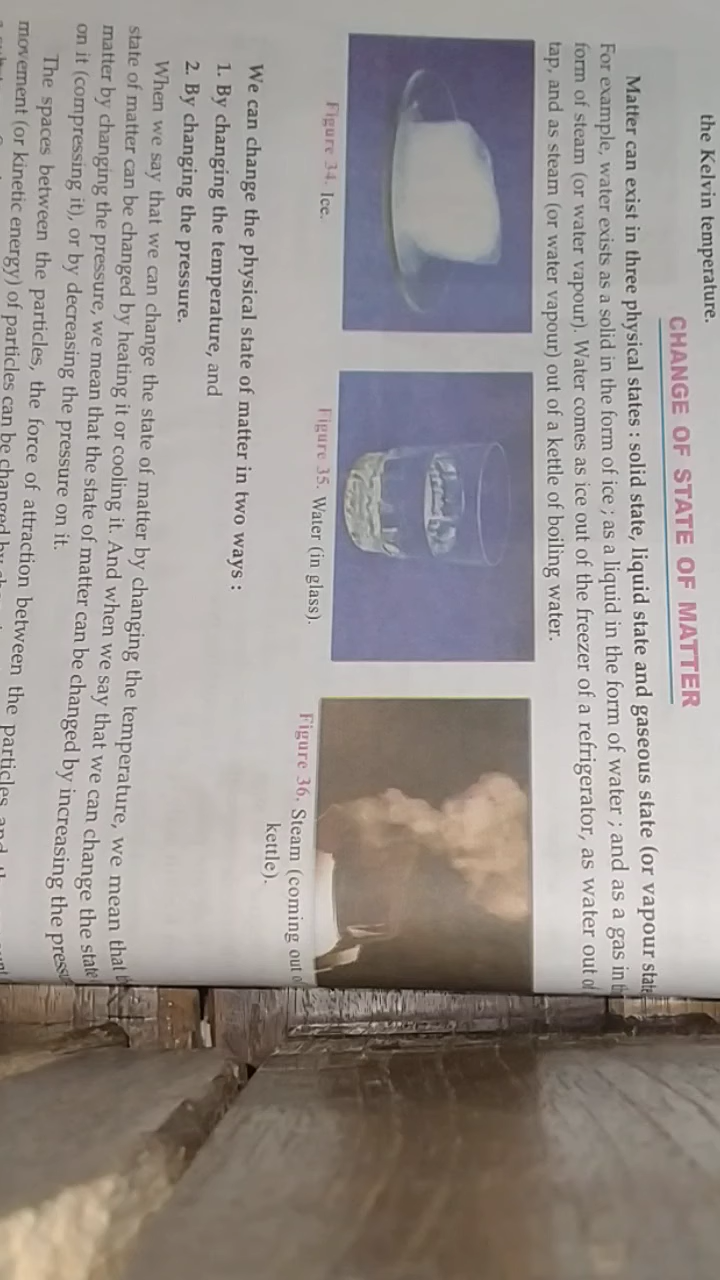 the Kelvin temperature.
CHANGE OF STATE OF MATTER
Matter can exist in three physical states : solid state, liquid state and gaseous state (or vapour state
For example, water exists as a solid in the form of ice ; as a liquid in the form of water ; and as a gas in
form of steam (or water vapour). Water comes as ice out of the freezer of a refrigerator, as water out of
tap, and as steam (or water vapour) out of a kettle of boiling water.
Figure 34. Ice.
Figure 35. Water (in glass).
Figure 36. Steam (coming out
kettle).
We can change the physical state of matter in two ways :
1. By changing the temperature, and
2. By changing the pressure.
When we say that we can change the state of matter by changing the temperature, we mean that
state of matter can be changed by heating it or cooling it. And when we say that we can change the state
matter by changing the pressure, we mean that the state of matter can be changed by increasing the
on it (compressing it), or by decreasing the pressure on it.
The spaces between the particles, the force of attraction between the particles and
movement (or kinetic energy) of particles can be changed by